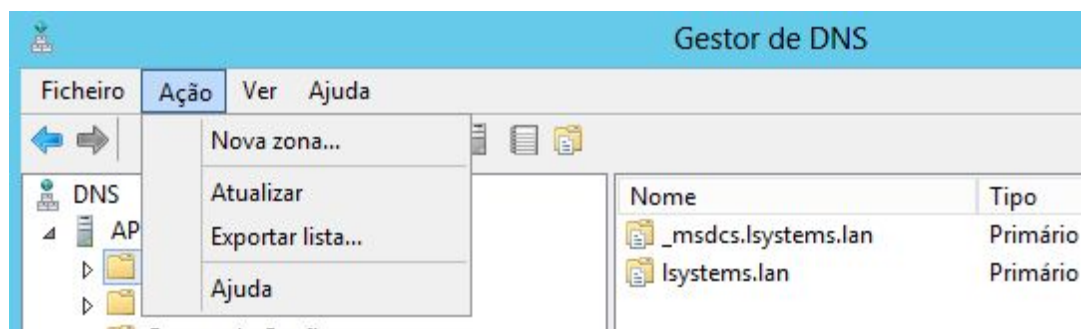 Gestor de DNS
Ficheiro Ação Ver Ajuda
Nova zona...
Atualizar
Exportar lista...
Ajuda
DNS
AP
Nome Tipo
_msdcs.lsystems.lan Primário
lsystems.lan Primário